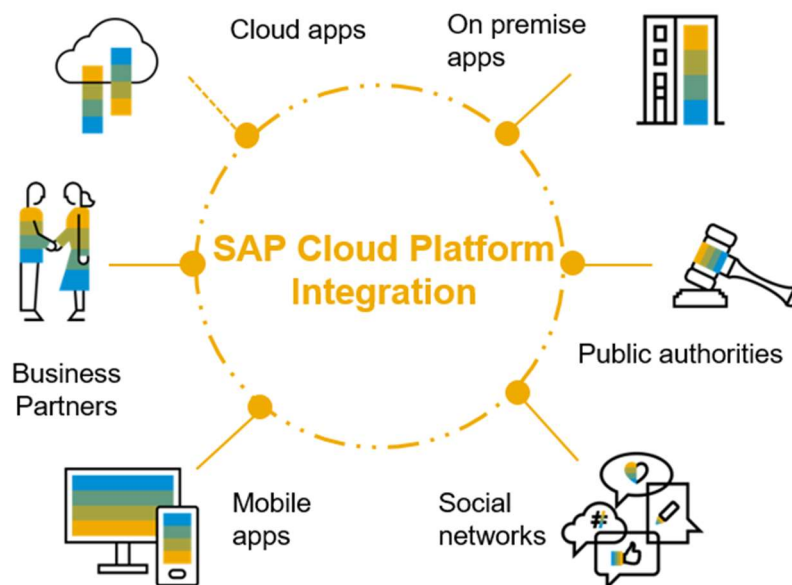 Cloud apps
On premise
apps
SAP Cloud Platform
Integration
Business
Partners
Public authorities
Mobile
apps
Social
networks
#